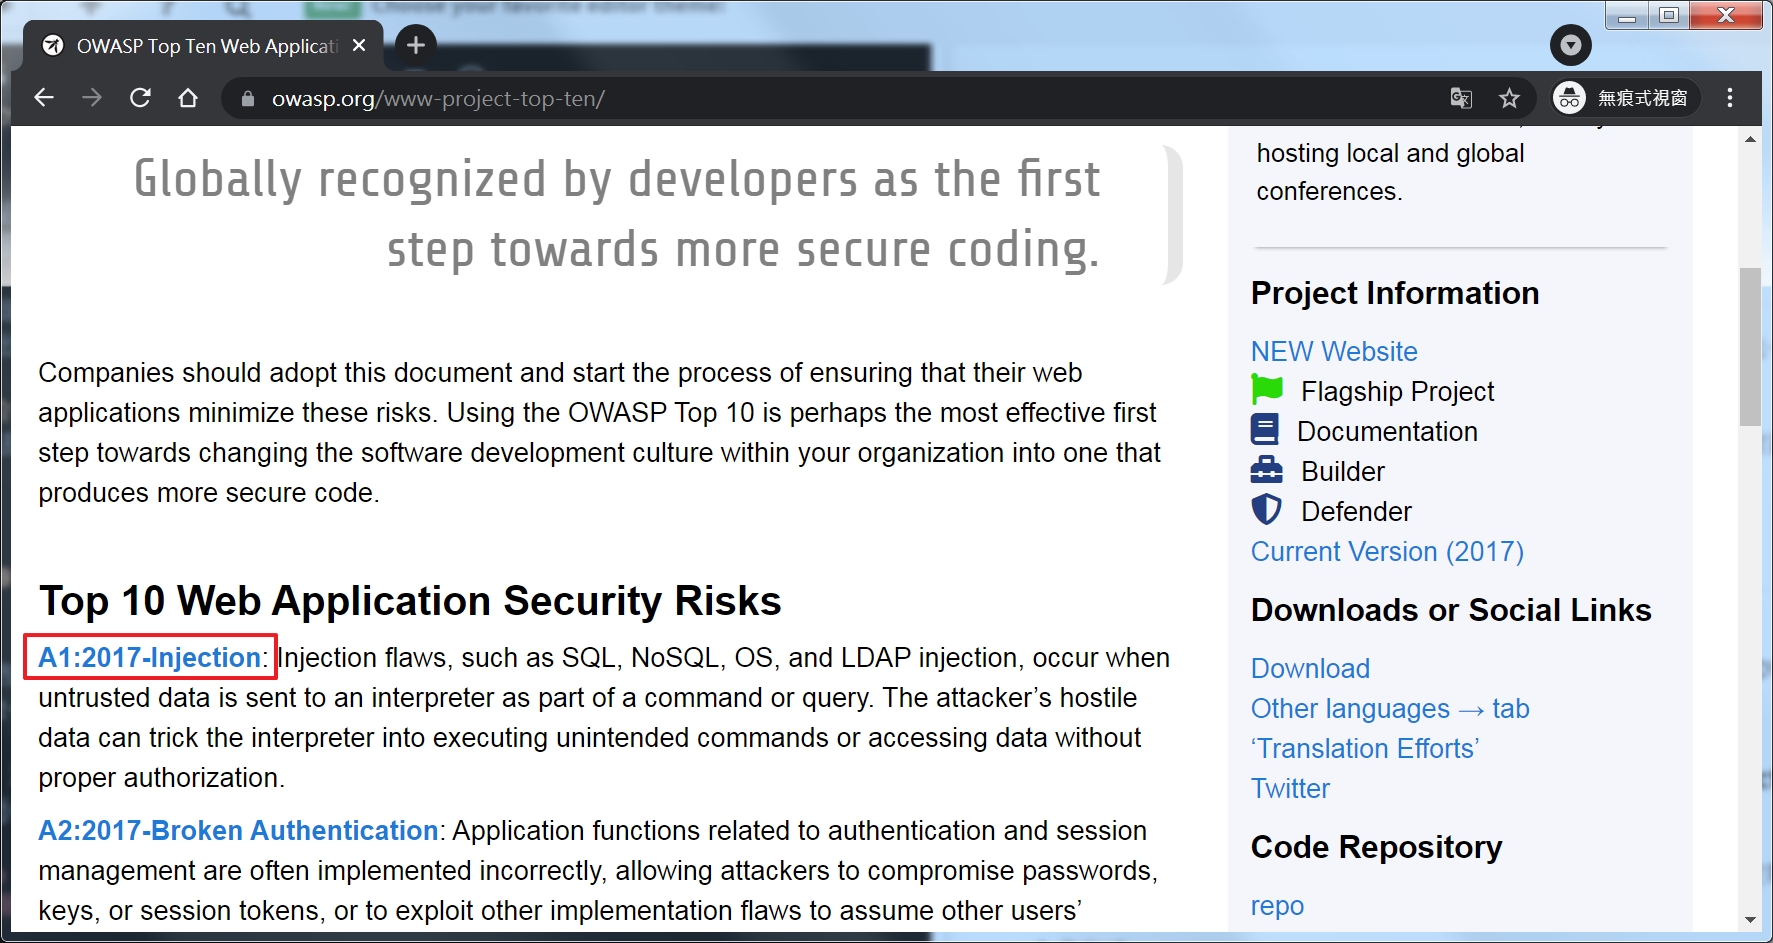 Choose your favorite editor theme:
OWASP Top Ten Web Applicati
owasp.org/www-project-top-ten/
無痕式視窗
Globally recognized by developers as the first
step towards more secure coding.
Companies should adopt this document and start the process of ensuring that their web
applications minimize these risks. Using the OWASP Top 10 is perhaps the most effective first
step towards changing the software development culture within your organization into one that
produces more secure code.
Top 10 Web Application Security Risks
A1:2017-Injection: Injection flaws, such as SQL, NoSQL, OS, and LDAP injection, occur when
untrusted data is sent to an interpreter as part of a command or query. The attacker’s hostile
data can trick the interpreter into executing unintended commands or accessing data without
proper authorization.
A2:2017-Broken Authentication: Application functions related to authentication and session
management are often implemented incorrectly, allowing attackers to compromise passwords,
keys, or session tokens, or to exploit other implementation flaws to assume other users’
hosting local and global
conferences.
Project Information
NEW Website
Flagship Project
Documentation
Builder
Defender
Current Version (2017)
Downloads or Social Links
Download
Other languages → tab
‘Translation Efforts’
Twitter
Code Repository
repo